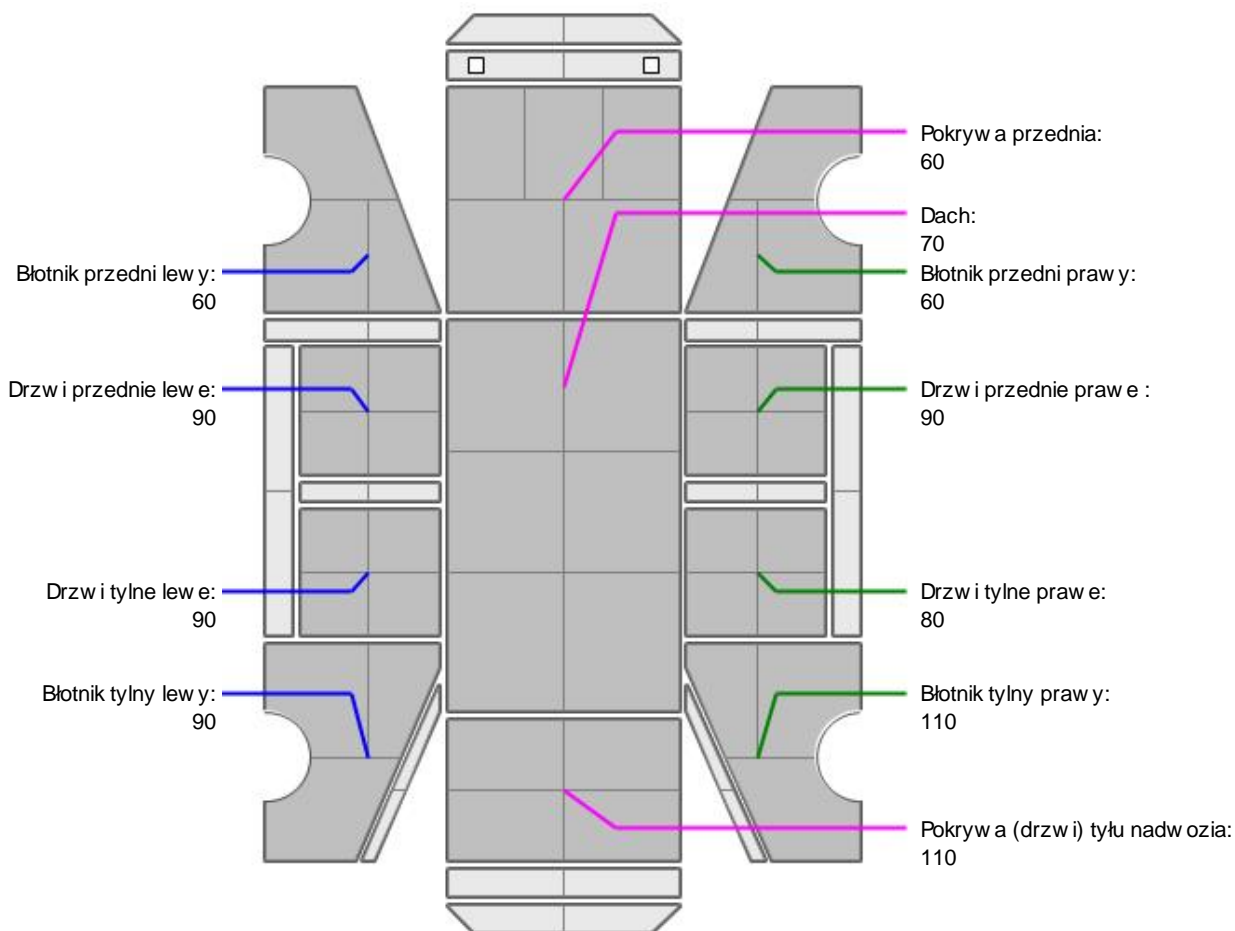 Pokrywa przednia:
60
Dach:
70
Błotnik przedni lewy:
60
Błotnik przedni prawy:
60
Drzwi przednie lewe:
90
Drzwi przednie prawe :
90
Drzwi tylne lewe:
90
Drzwi tylne prawe:
80
Błotnik tylny lewy:
90
Błotnik tylny prawy:
110
Pokrywa (drzwi) tyłu nadwozia:
110